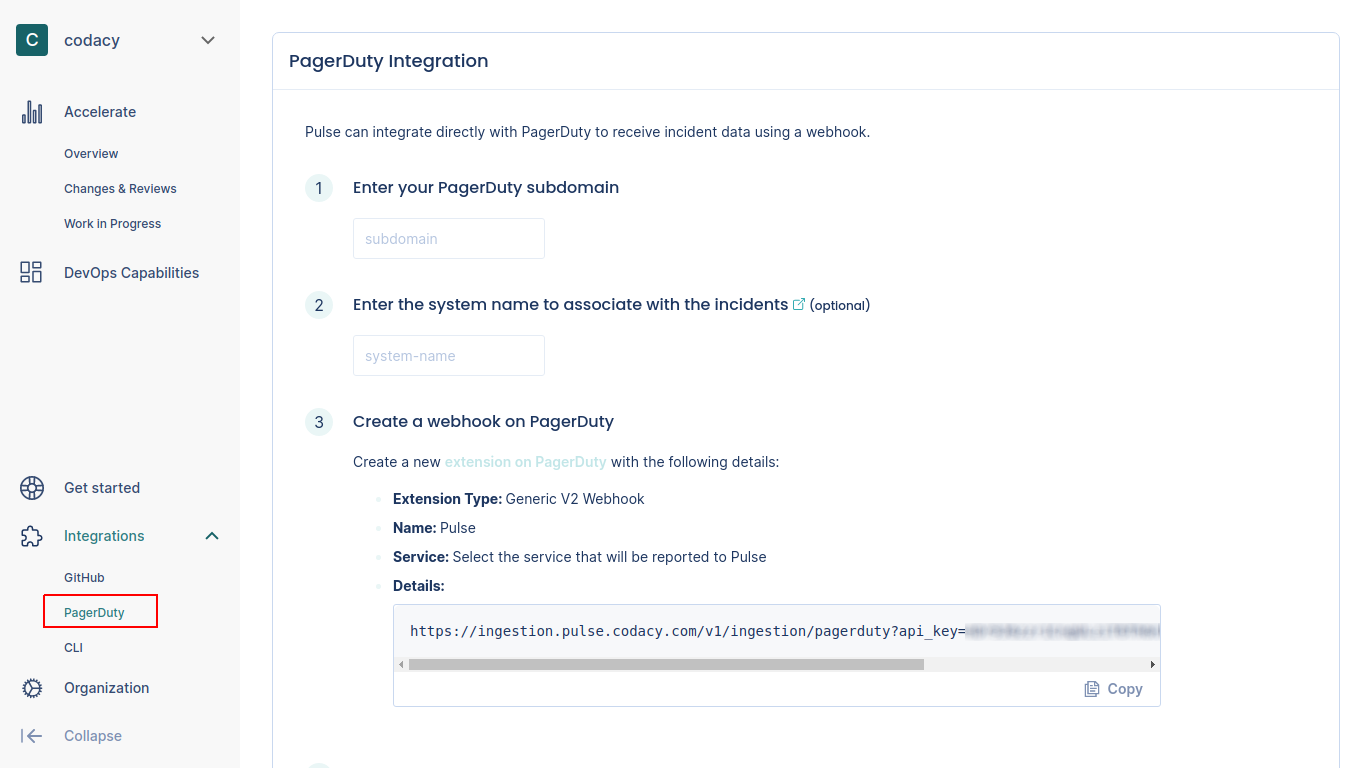 C codacy
Accelerate
Overview
Changes & Reviews
Work in Progress
DevOps Capabilities
Get started
Integrations
GitHub
PagerDuty
CLI
Organization
Collapse
PagerDuty Integration
Pulse can integrate directly with PagerDuty to receive incident data using a webhook.
1 Enter your PagerDuty subdomain
subdomain
2 Enter the system name to associate with the incidents (optional)
system-name
3 Create a webhook on PagerDuty
Create a new extension on PagerDuty with the following details:
Extension Type: Generic V2 Webhook
Name: Pulse
Service: Select the service that will be reported to Pulse
Details:
https://ingestion.pulse.codacy.com/v1/ingestion/pagerduty?api_key=
Copy